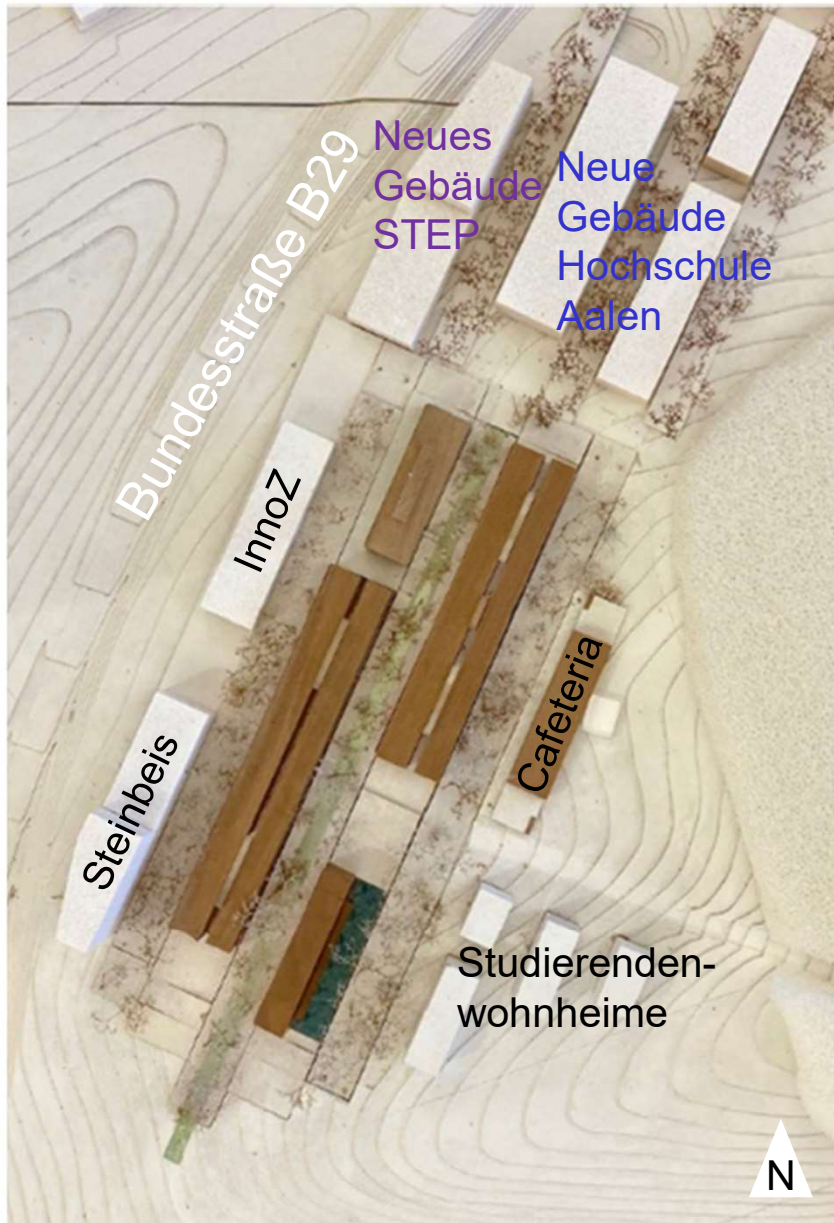 Neues
Gebäude
STEP
Neue
Gebäude
Hochschule
Aalen
Bundesstraße B29
InnoZ
Steinbeis
Cafeteria
Studierenden-
wohnheime
N